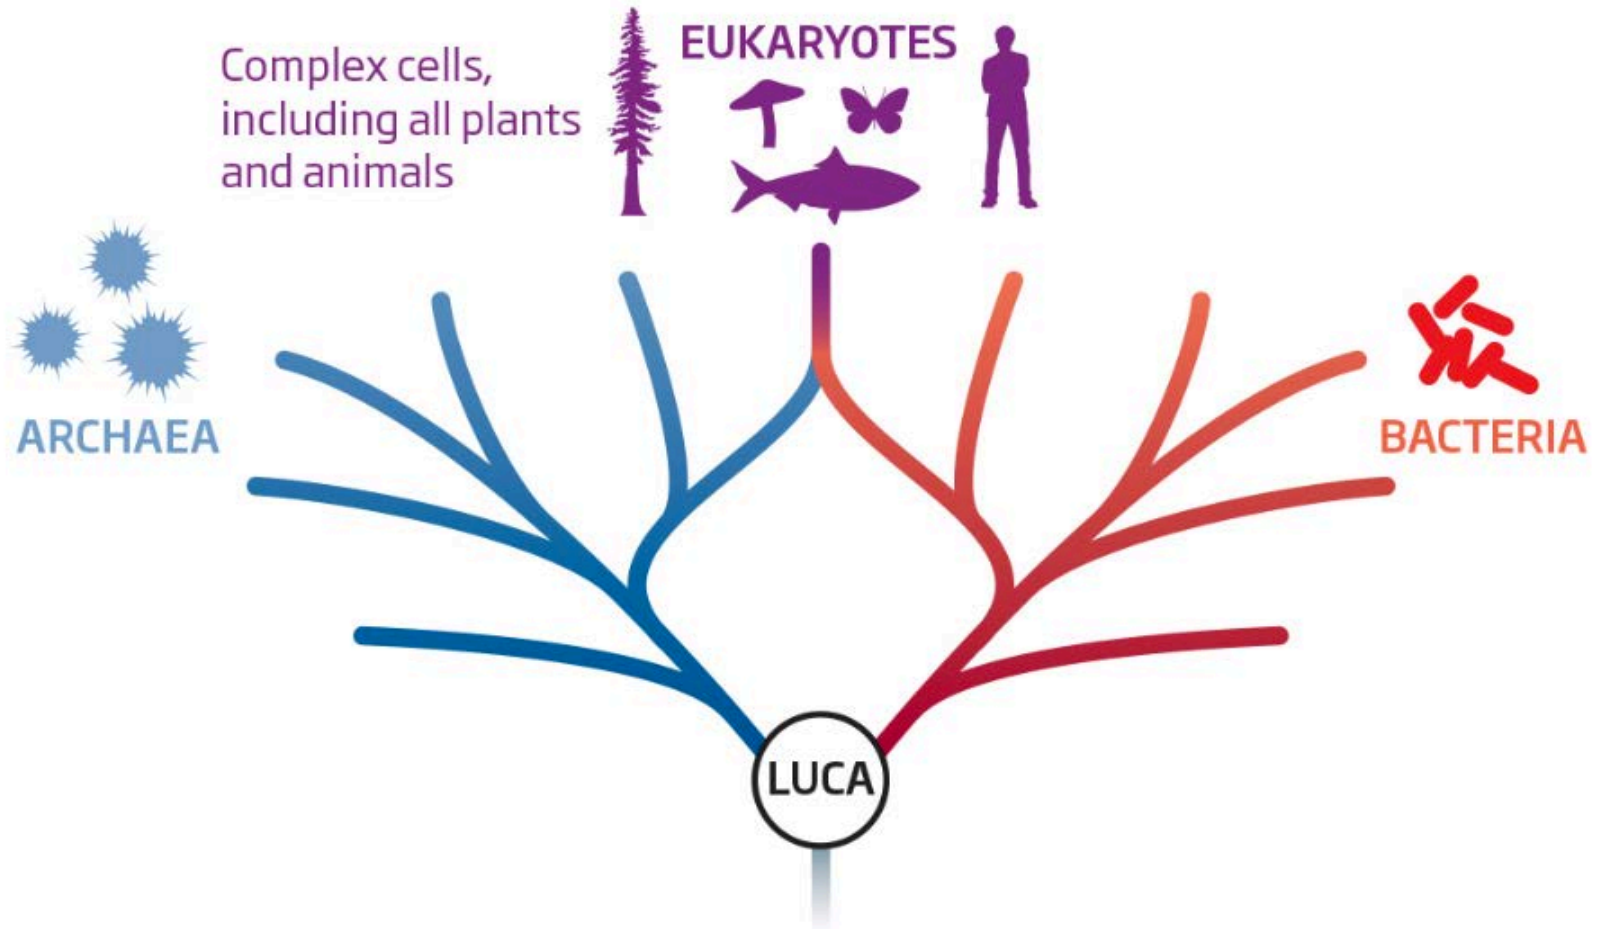 Complex cells,
including all plants
and animals
EUKARYOTES
ARCHAEA
BACTERIA
LUCA